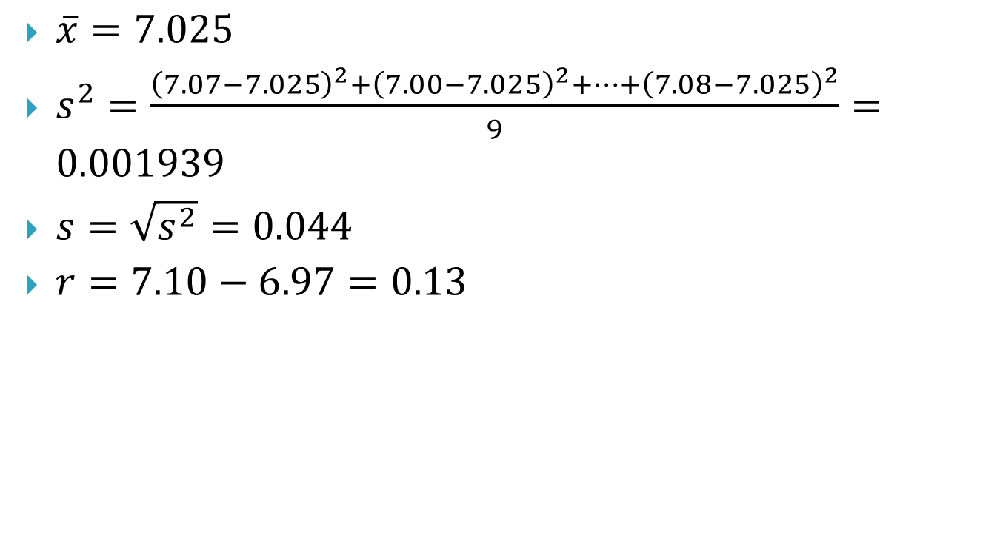 x̄ = 7.025
s² = (7.07−7.025)²+(7.00−7.025)²+⋯+(7.08−7.025)² / 9 =
0.001939
s = √s² = 0.044
r = 7.10 − 6.97 = 0.13